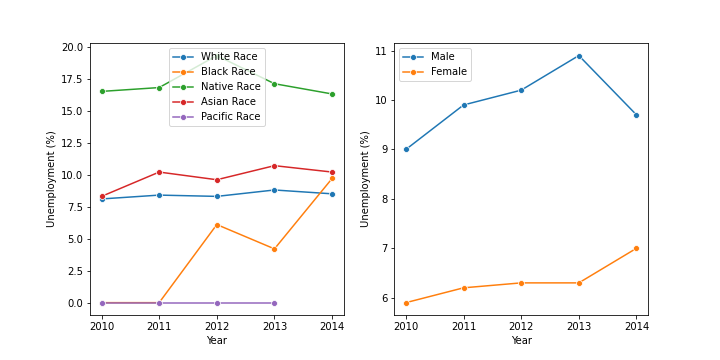 20.0
17.5
15.0
12.5
10.0
7.5
5.0
2.5
0.0
Unemployment (%)
White Race
Black Race
Native Race
Asian Race
Pacific Race
2010 2011 2012 2013 2014
Year
11
10
9
8
7
6
Unemployment (%)
Male
Female
2010 2011 2012 2013 2014
Year